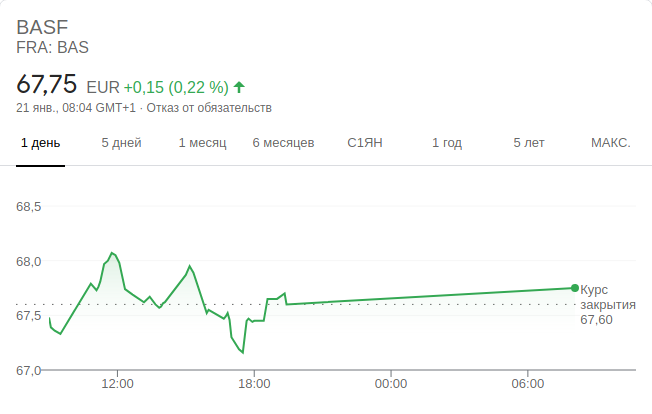 BASF
FRA: BAS
67,75 EUR +0,15 (0,22 %)
21 янв., 08:04 GMT+1 · Отказ от обязательств
1 день 5 дней 1 месяц 6 месяцев С1ЯН 1 год 5 лет МАКС.
68,5
68,0
67,5
67,0
Курс
закрытия
67,60
12:00 18:00 00:00 06:00